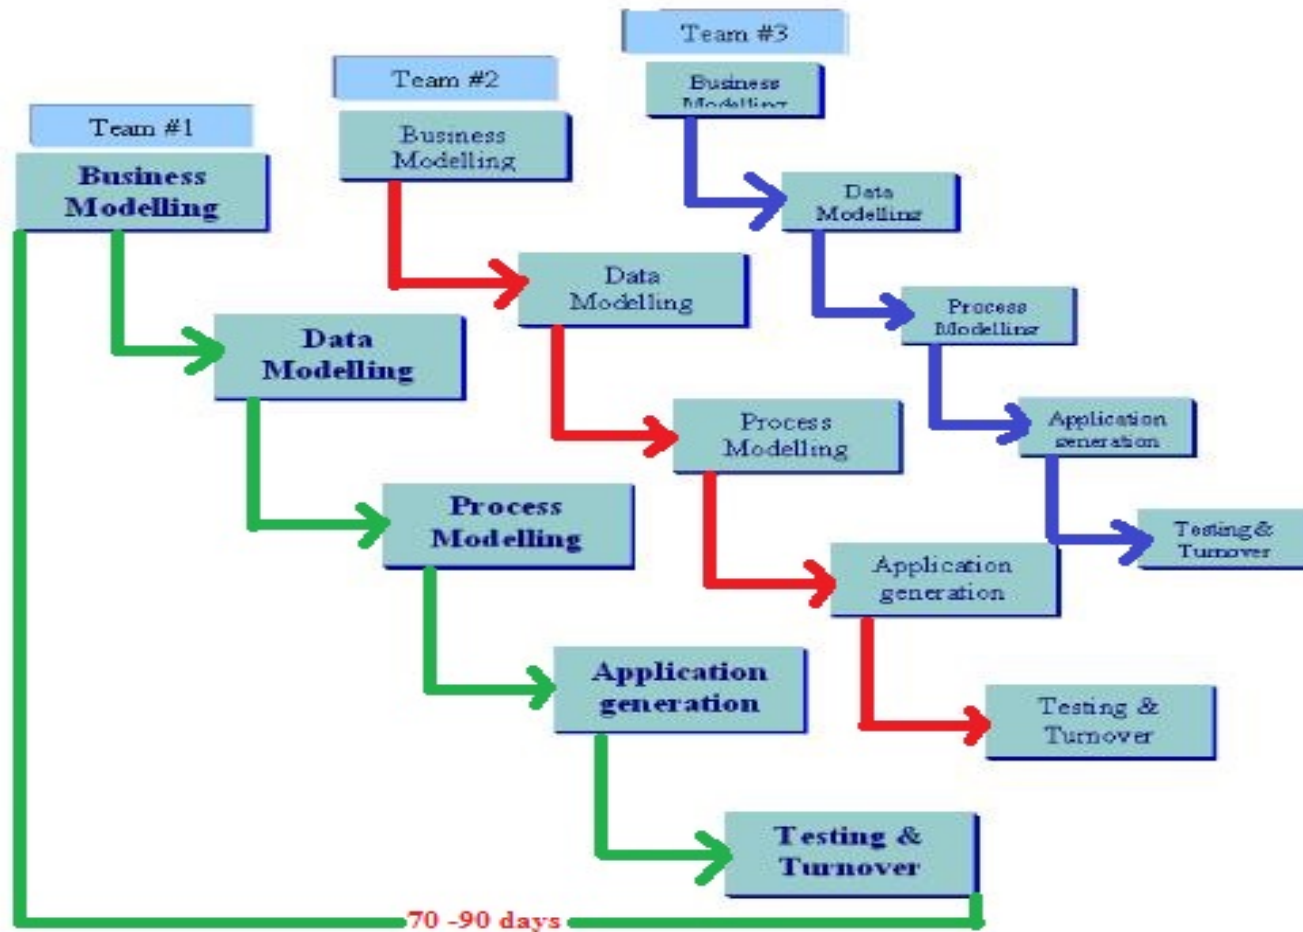 Team #1
Business
Modelling
Data
Modelling
Process
Modelling
Application
generation
Testing &
Turnover
70 -90 days
Team #2
Business
Modelling
Data
Modelling
Process
Modelling
Application
generation
Testing &
Turnover
Team #3
Business
Modelling
Data
Modelling
Process
Modelling
Application
generation
Testing &
Turnover